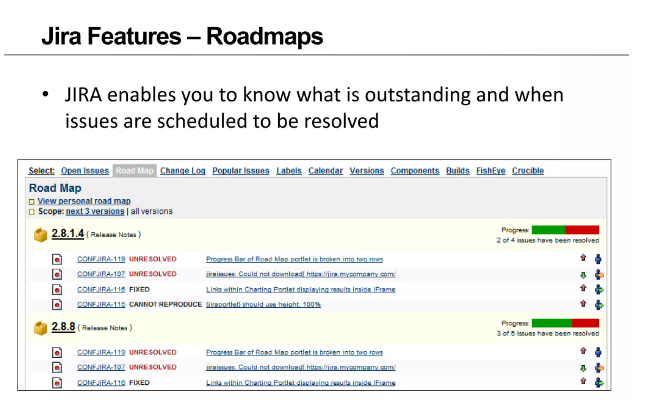 Jira Features – Roadmaps
• JIRA enables you to know what is outstanding and when
issues are scheduled to be resolved
Select: Open Issues Road Map Change Log Popular Issues Labels Calendar Versions Components Builds FishEye Crucible
Road Map
View personal road map
Scope: next 3 versions | all versions
2.8.1.4 ( Release Notes ) Progress:
2 of 4 issues have been resolved
CONFJIRA-119 UNRESOLVED Progress Bar of Road Map portlet is broken into two rows
CONFJIRA-107 UNRESOLVED jiraissues: Could not download! https://jira.mycompany.com/
CONFJIRA-116 FIXED Links within Charting Portlet displaying results inside IFrame
CONFJIRA-115 CANNOT REPRODUCE {jiraportlet} should use height: 100%
2.8.8 ( Release Notes ) Progress:
3 of 5 issues have been resolved
CONFJIRA-119 UNRESOLVED Progress Bar of Road Map portlet is broken into two rows
CONFJIRA-107 UNRESOLVED jiraissues: Could not download! https://jira.mycompany.com/
CONFJIRA-116 FIXED Links within Charting Portlet displaying results inside IFrame